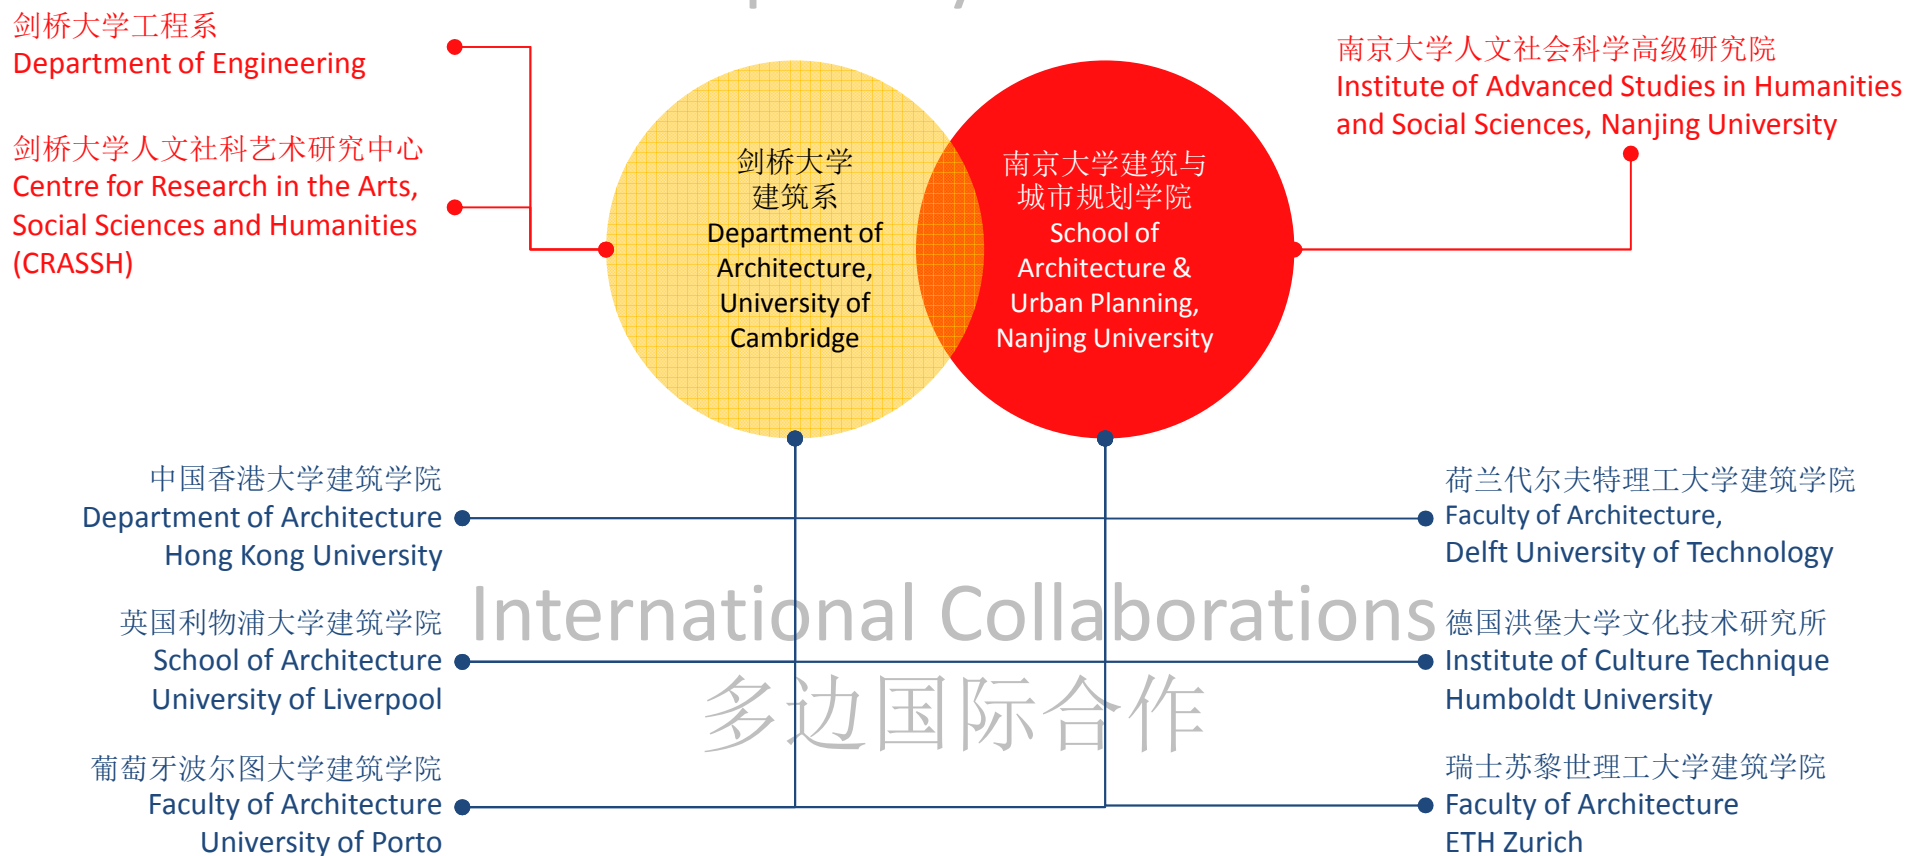 剑桥大学工程系
Department of Engineering
剑桥大学人文社科艺术研究中心
Centre for Research in the Arts,
Social Sciences and Humanities
(CRASSH)
剑桥大学
建筑系
Department of
Architecture,
University of
Cambridge
南京大学建筑与
城市规划学院
School of
Architecture &
Urban Planning,
Nanjing University
南京大学人文社会科学高级研究院
Institute of Advanced Studies in Humanities
and Social Sciences, Nanjing University
中国香港大学建筑学院
Department of Architecture
Hong Kong University
荷兰代尔夫特理工大学建筑学院
Faculty of Architecture,
Delft University of Technology
International Collaborations
多边国际合作
英国利物浦大学建筑学院
School of Architecture
University of Liverpool
德国洪堡大学文化技术研究所
Institute of Culture Technique
Humboldt University
葡萄牙波尔图大学建筑学院
Faculty of Architecture
University of Porto
瑞士苏黎世理工大学建筑学院
Faculty of Architecture
ETH Zurich